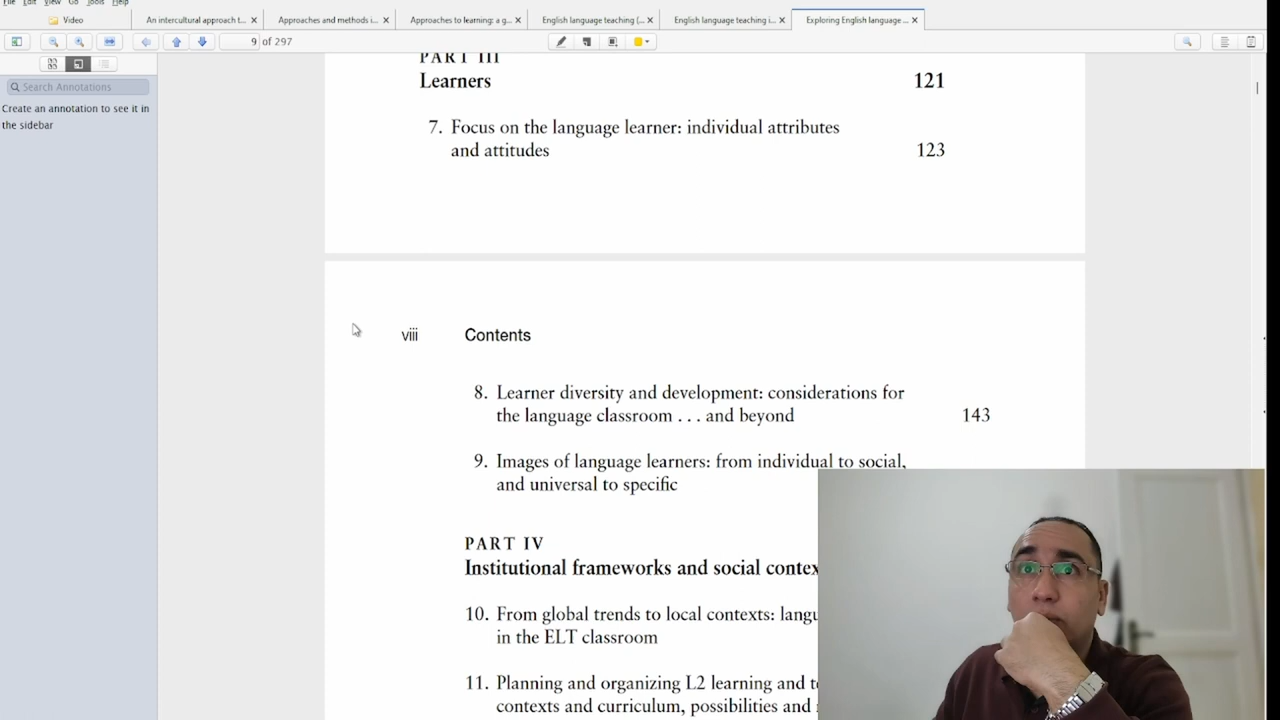 File Edit View Go Tools Help
Video
An intercultural approach t...
Approaches and methods i...
Approaches to learning: a g...
English language teaching (...
English language teaching i...
Exploring English language ...
9 of 297
Search Annotations
Create an annotation to see it in
the sidebar
PART III
Learners 121
7. Focus on the language learner: individual attributes
and attitudes 123
viii Contents
8. Learner diversity and development: considerations for
the language classroom . . . and beyond 143
9. Images of language learners: from individual to social,
and universal to specific
PART IV
Institutional frameworks and social
10. From global trends to local contexts:
in the ELT classroom
11. Planning and organizing L2 learning and
contexts and curriculum, possibilities and